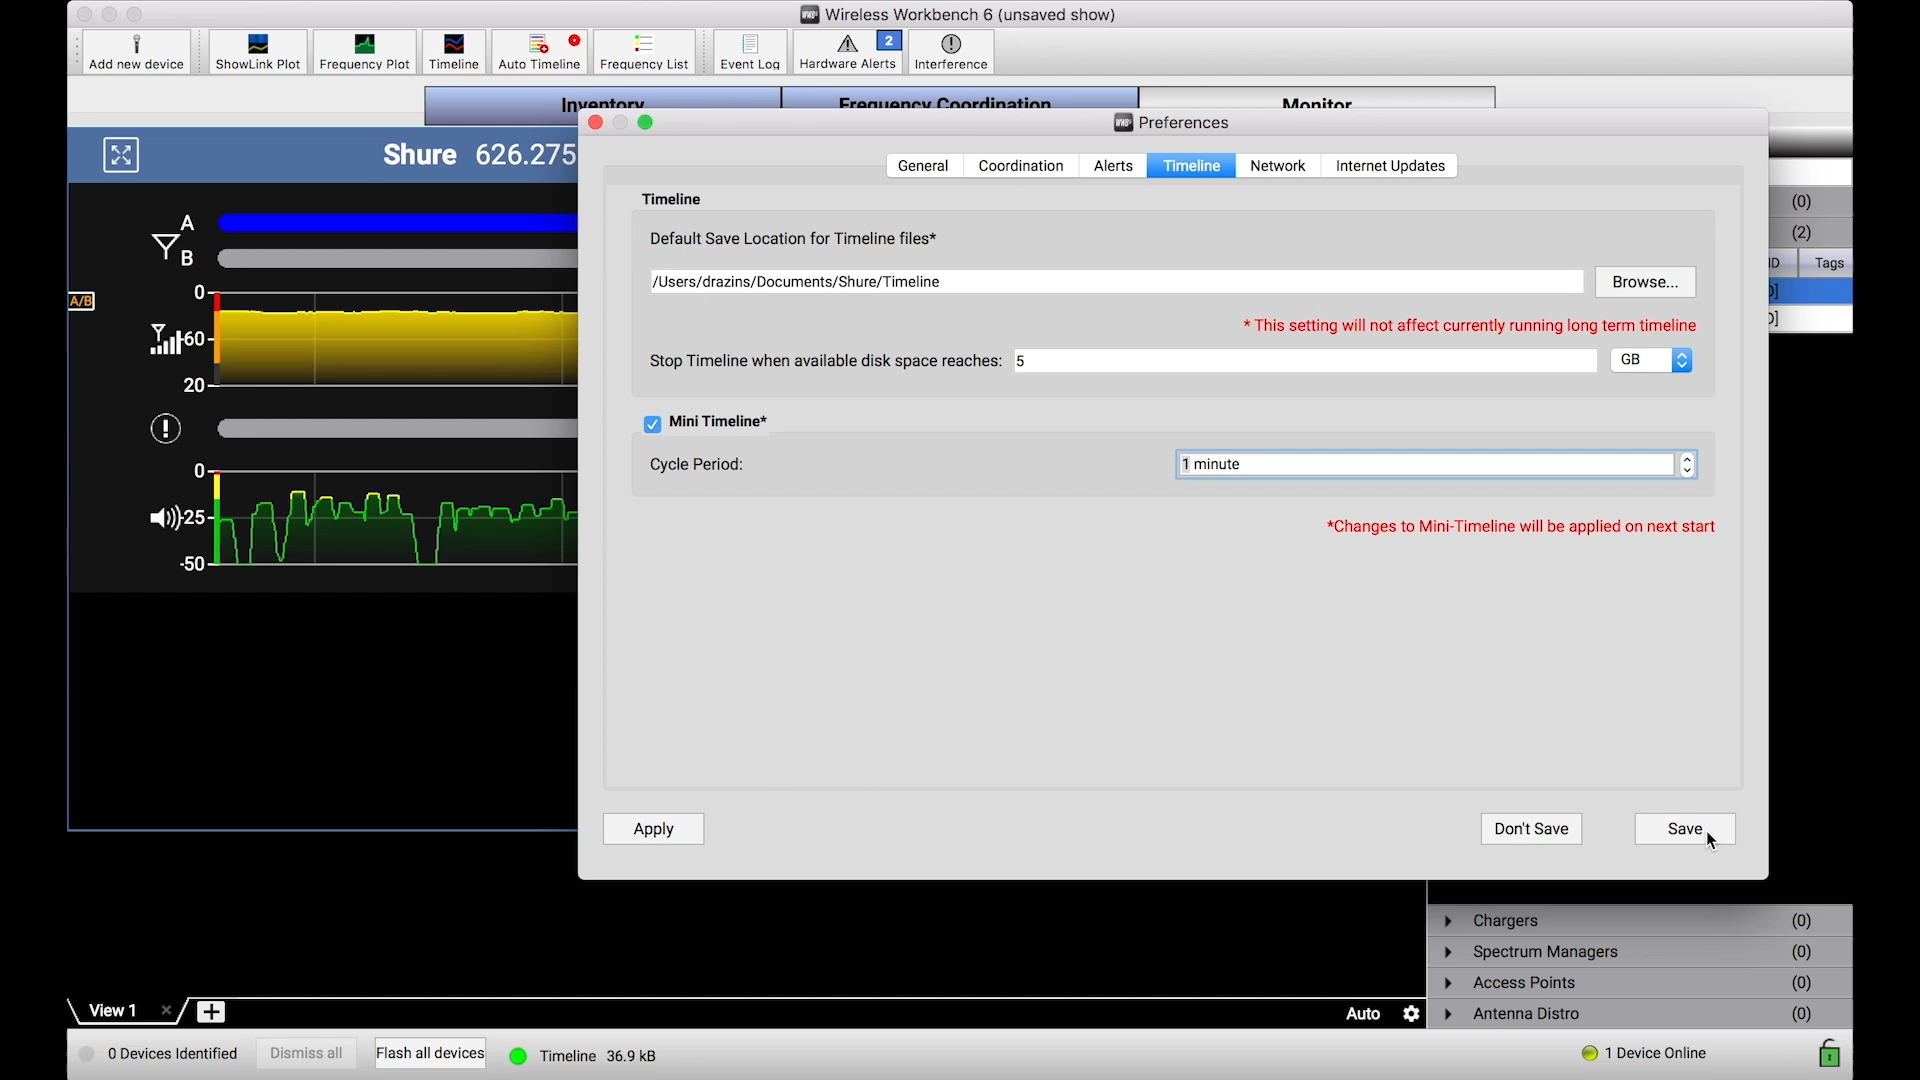 Wireless Workbench 6 (unsaved show)
Add new device
ShowLink Plot
Frequency Plot
Timeline
Auto Timeline
Frequency List
Event Log
2
Hardware Alerts
Interference
Inventory
Frequency Coordination
Monitor
Preferences
Shure 626.275
General
Coordination
Alerts
Timeline
Network
Internet Updates
Timeline
Default Save Location for Timeline files*
/Users/drazins/Documents/Shure/Timeline
Browse...
* This setting will not affect currently running long term timeline
Stop Timeline when available disk space reaches:
5
GB
Mini Timeline*
Cycle Period:
1 minute
*Changes to Mini-Timeline will be applied on next start
Apply
Don't Save
Save
A
B
A/B
0
-60
20
0
-25
-50
(0)
(2)
ID
Tags
Chargers (0)
Spectrum Managers (0)
Access Points (0)
Antenna Distro (0)
View 1
Auto
0 Devices Identified
Dismiss all
Flash all devices
Timeline 36.9 kB
1 Device Online